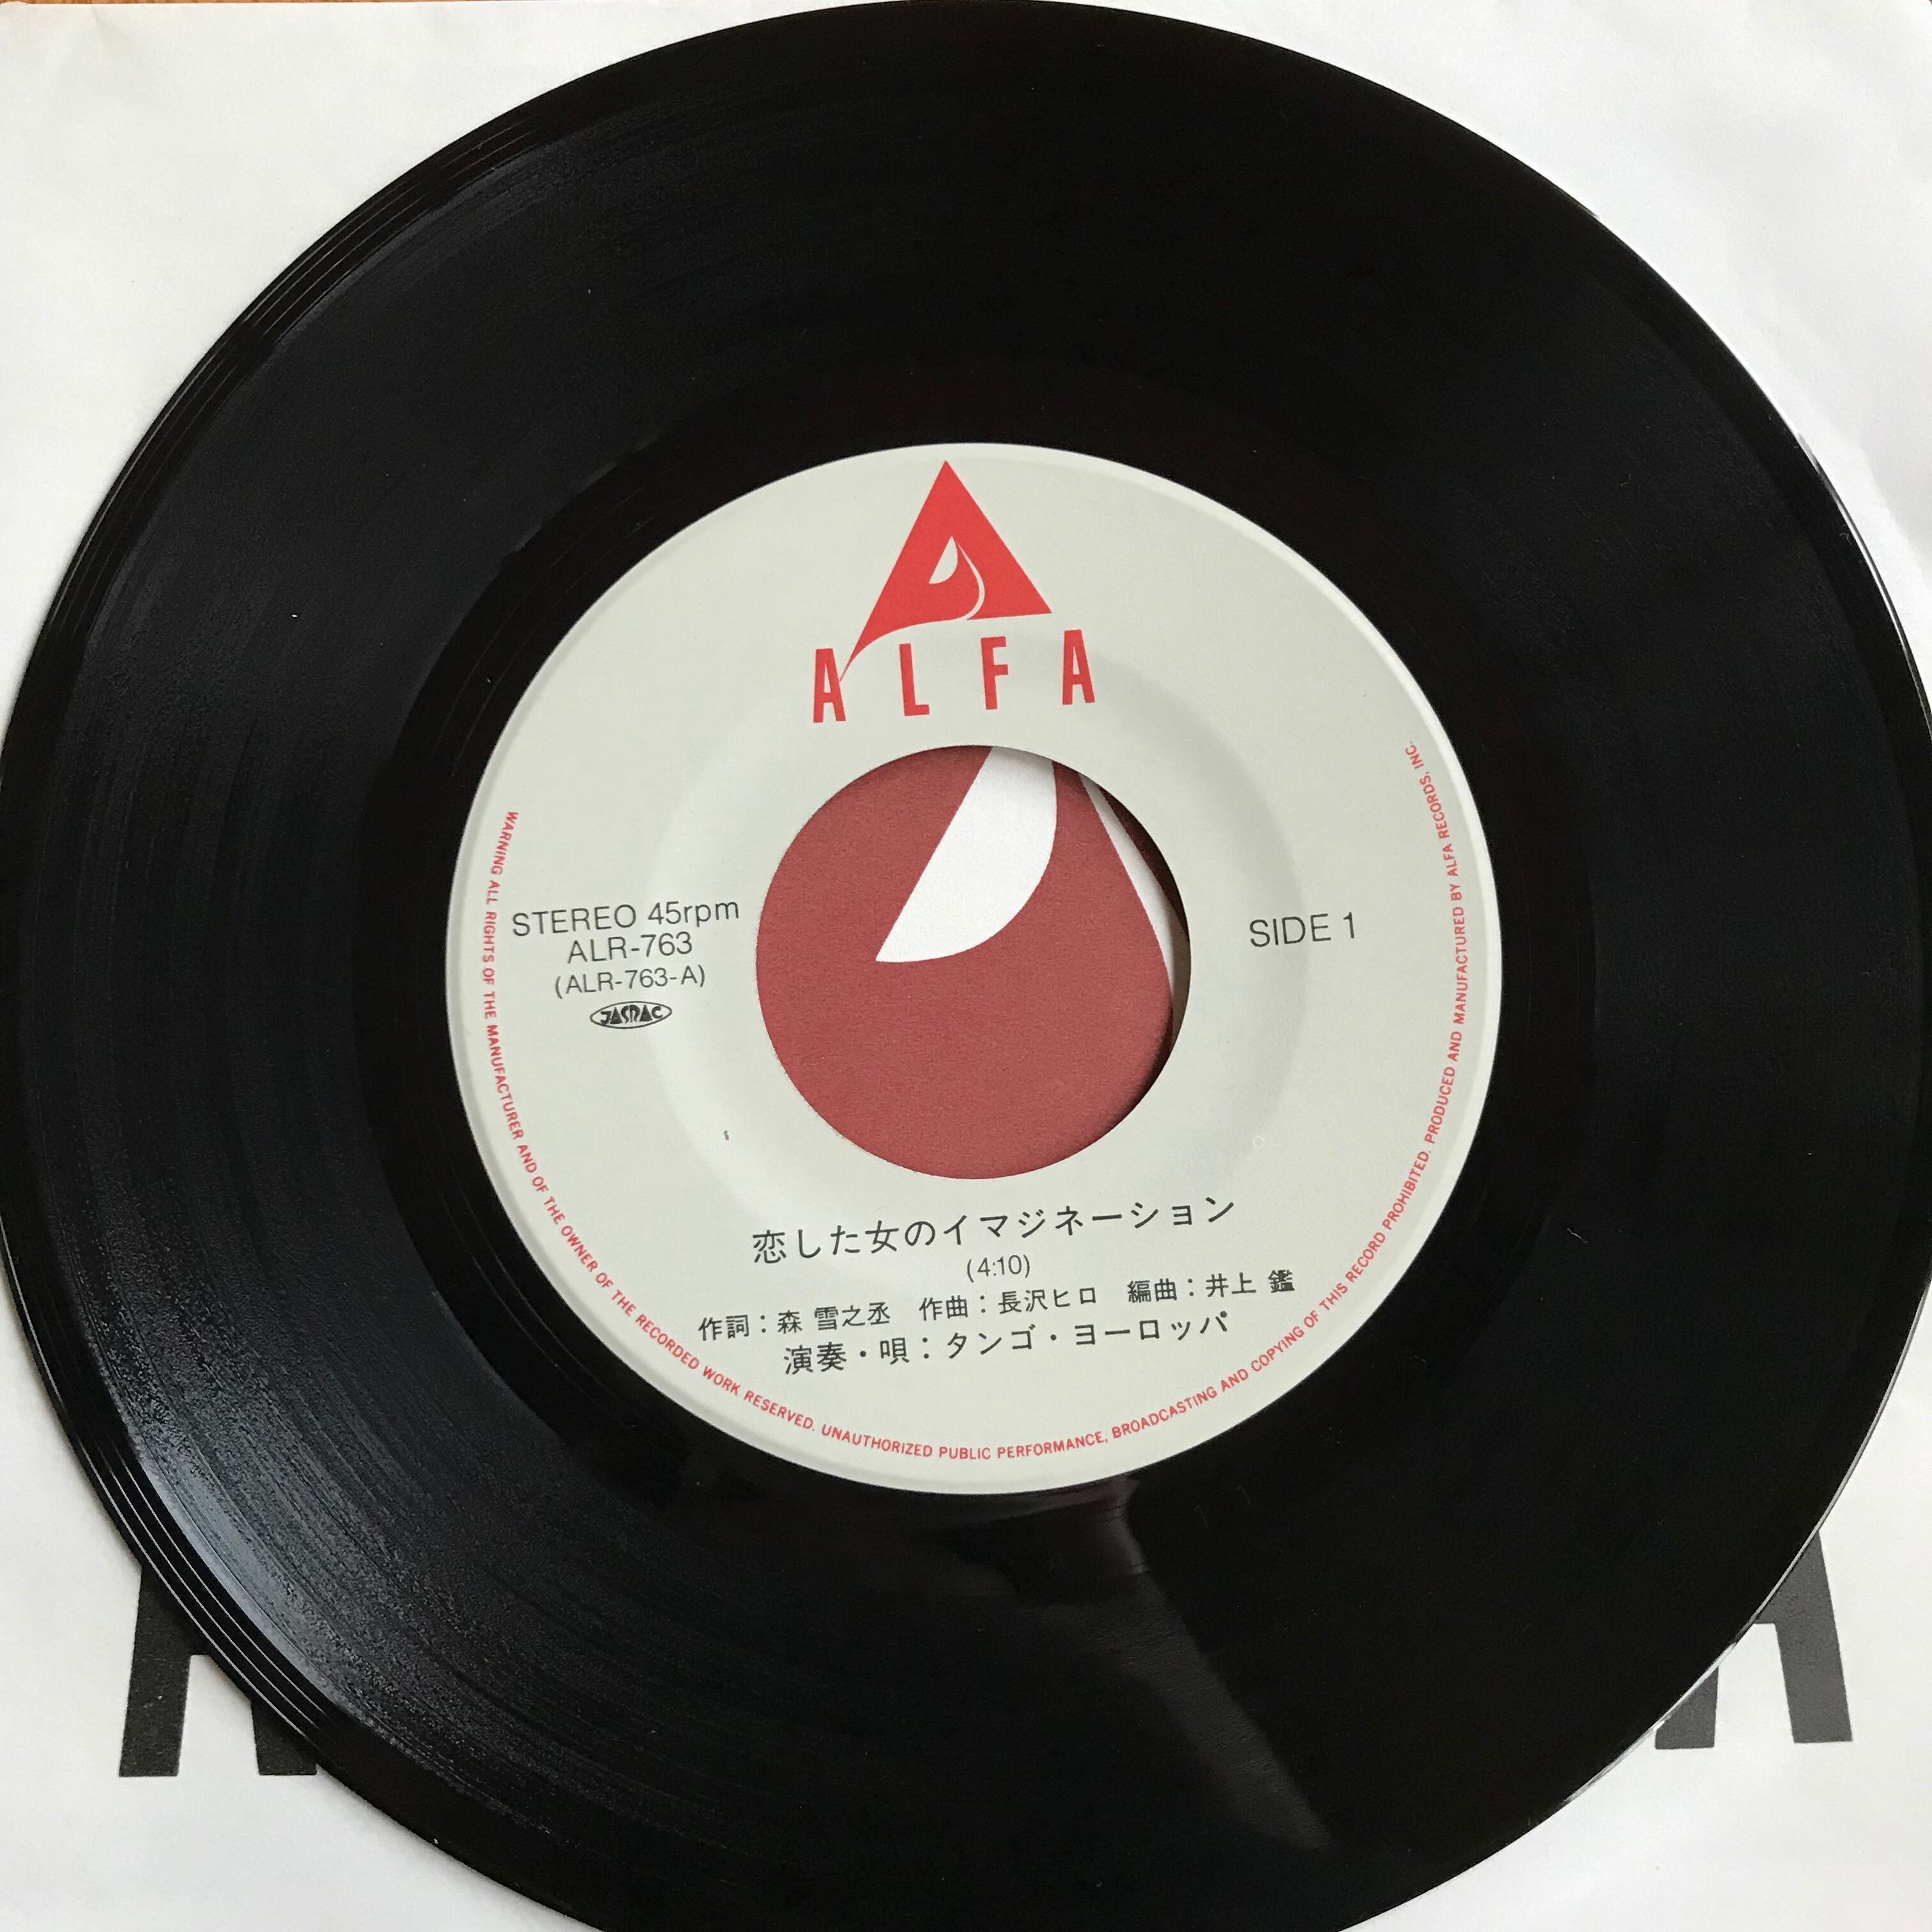 ALFA
STEREO 45rpm
ALR-763
(ALR-763-A)
JASRAC
SIDE 1
恋した女のイマジネーション
(4:10)
作詞:森 雪之丞 作曲:長沢ヒロ 編曲:井上 鑑
演奏・唄:タンゴ・ヨーロッパ
WARNING ALL RIGHTS OF THE MANUFACTURER AND OF THE OWNER OF THE RECORDED WORK RESERVED. UNAUTHORIZED PUBLIC PERFORMANCE, BROADCASTING AND COPYING OF THIS RECORD PROHIBITED. PRODUCED AND MANUFACTURED BY ALFA RECORDS, INC.